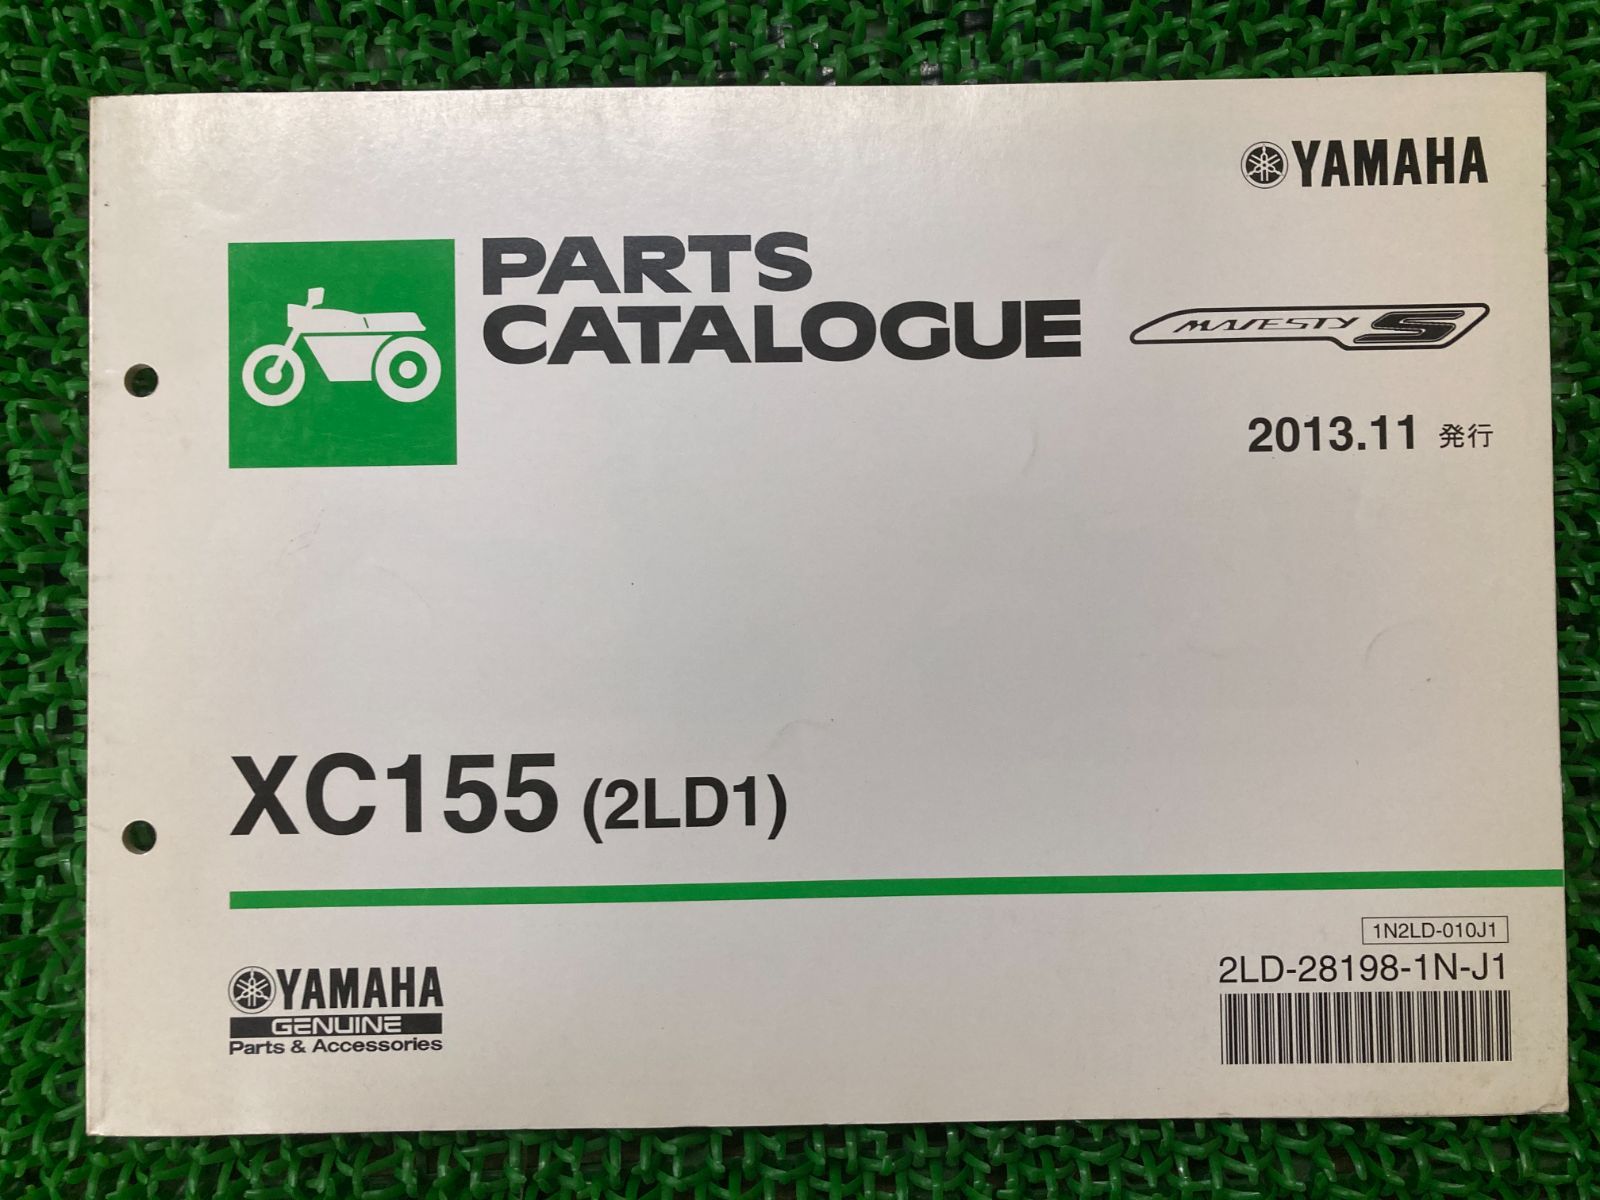 YAMAHA
PARTS
CATALOGUE
MAJESTY S
2013.11 発行
XC155 (2LD1)
1N2LD-010J1
2LD-28198-1N-J1
YAMAHA
GENUINE
Parts & Accessories